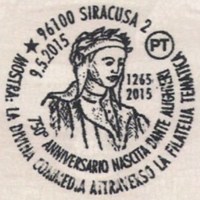 ★ 96100 SIRACUSA 2
9.5.2015
PT
1265
2015
750° ANNIVERSARIO NASCITA DANTE ALIGHIERI
MOSTRA: LA DIVINA COMMEDIA ATTRAVERSO LA FILATELIA TEMATICA